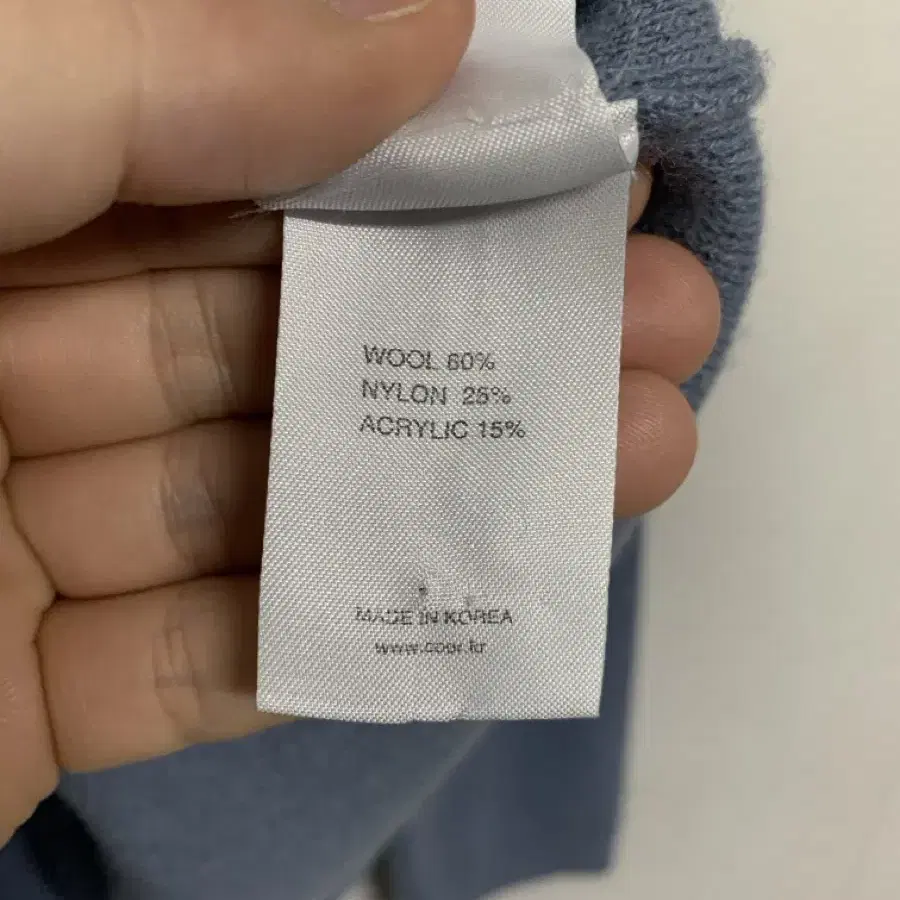 WOOL 60%
NYLON 25%
ACRYLIC 15%
MADE IN KOREA
www.coor.kr